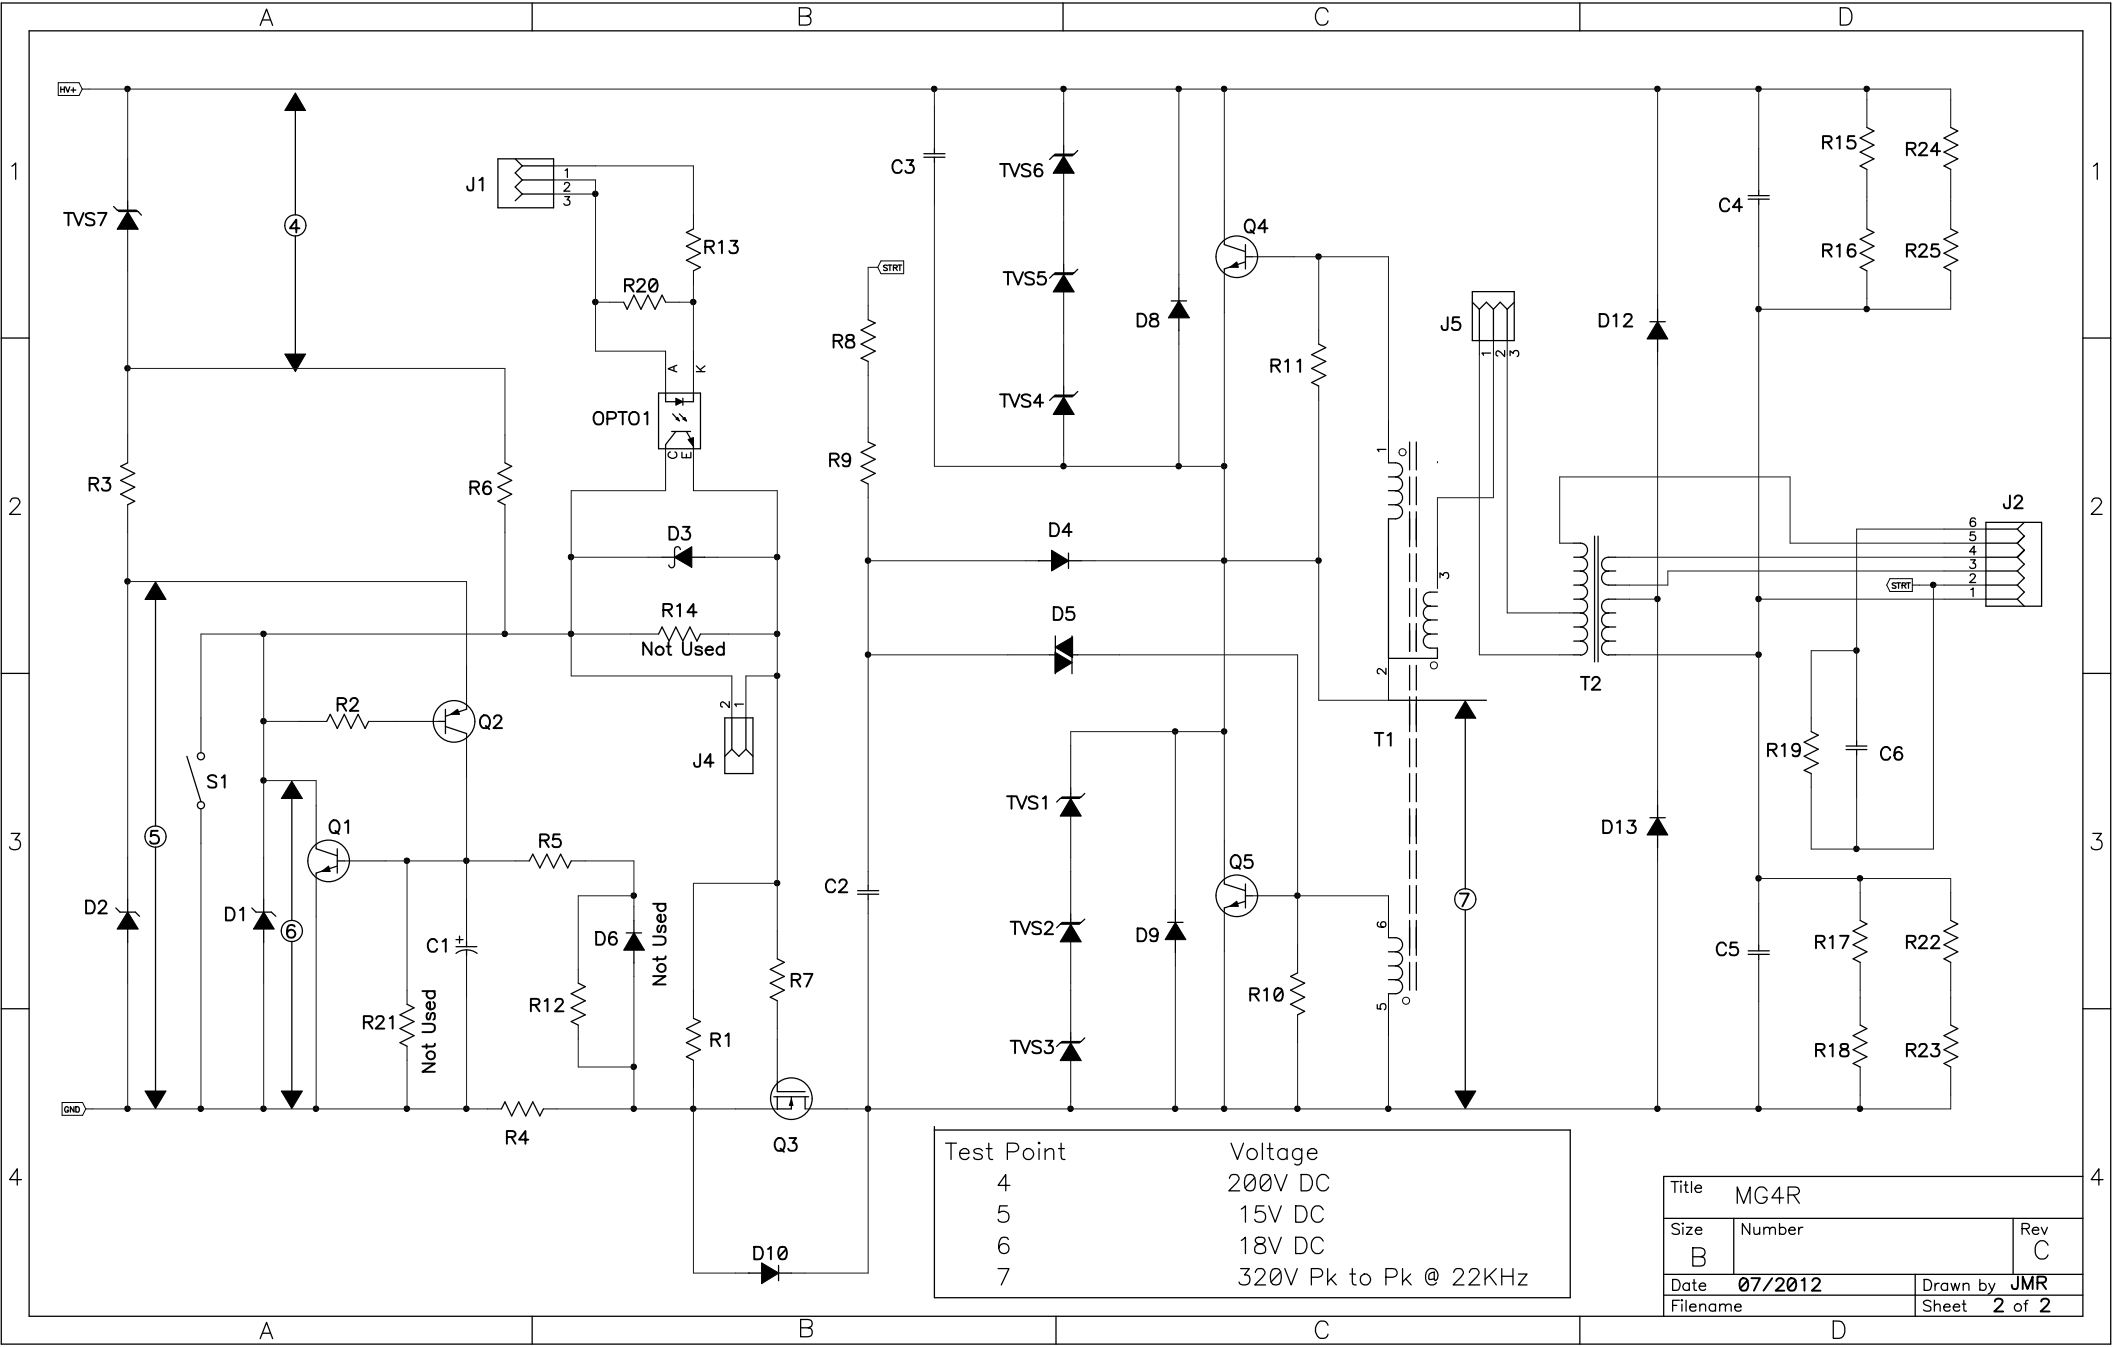 A B C D
HV+
1 1
J1
1
2
3
C3
TVS6
R15 R24
TVS7
4
C4
Q4
R13
R16 R25
STRT
TVS5
R20
D8
J5
D12
R8
R11
1 2 3
A K
TVS4
OPTO1
C E
R9
1
R3
R6
2 2
J2
6
5
4
3
2
1
D4
D3
3
STRT
R14
Not Used
D5
2
T2
R2
Q2
2 1
J4
T1
R19 C6
S1
TVS1
3 3
5
Q1
R5
D13
Q5
C2
7
D2
D1
6
C1 +
D6
Not Used
TVS2
D9
6
R17 R22
C5
R7
R12
R10
5
R21
Not Used
R1
TVS3
R18 R23
GND
R4
Q3
Test Point Voltage
4 200V DC
5 15V DC
6 18V DC
7 320V Pk to Pk @ 22KHz
4 4
D10
Title MG4R
Size Number Rev
B C
Date 07/2012 Drawn by JMR
Filename Sheet 2 of 2
A B C D